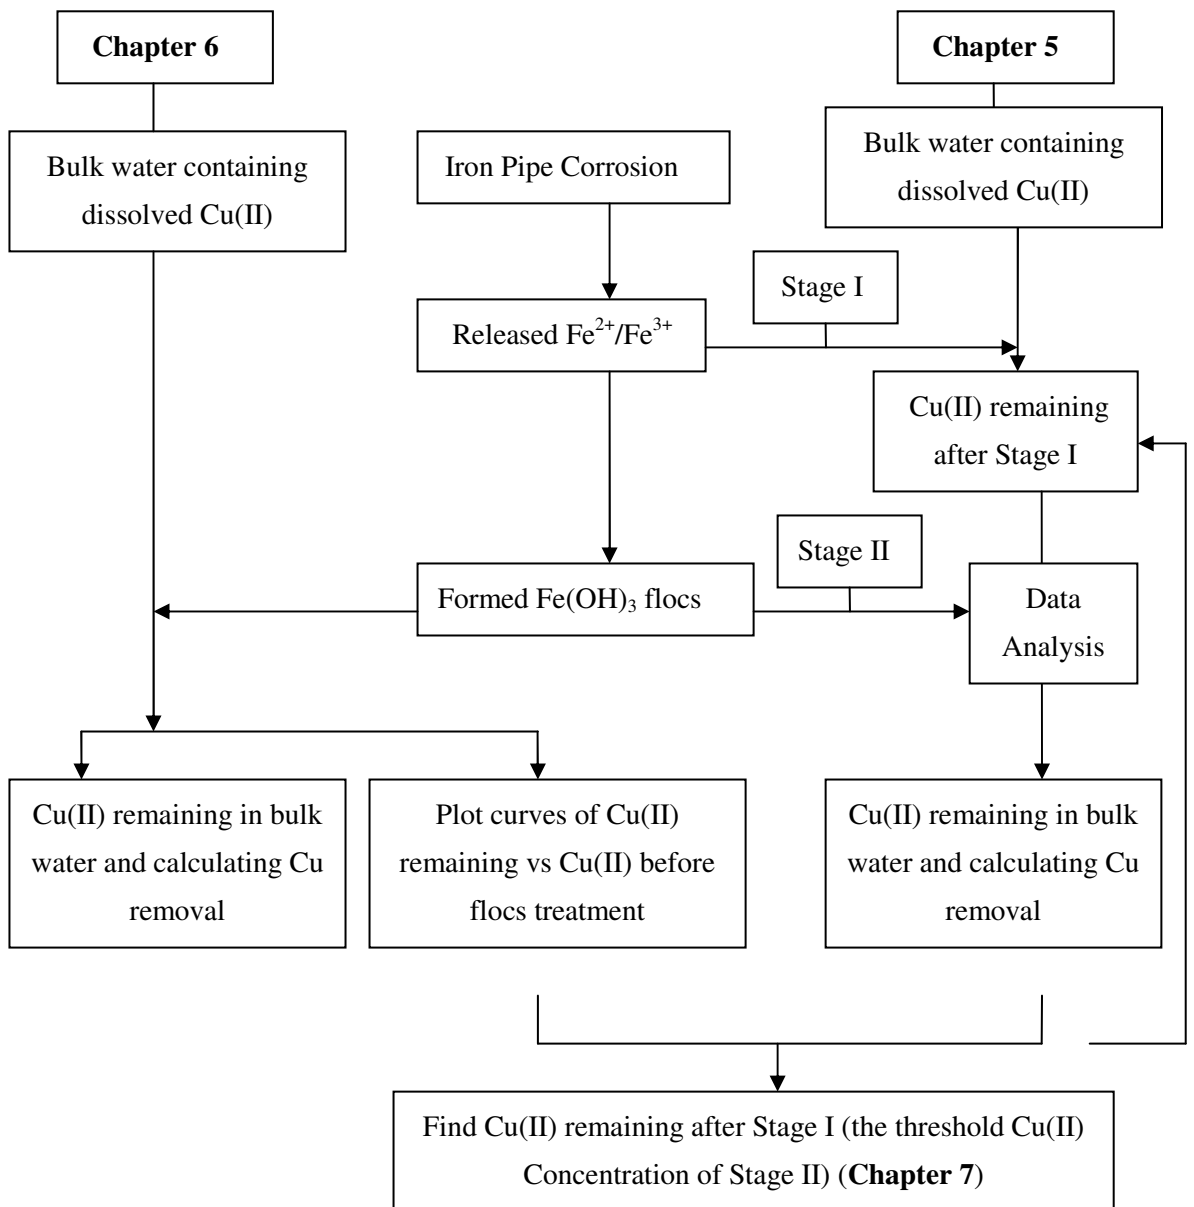 Chapter 6
Chapter 5
Bulk water containing
dissolved Cu(II)
Iron Pipe Corrosion
Bulk water containing
dissolved Cu(II)
Stage I
Released Fe²⁺/Fe³⁺
Cu(II) remaining
after Stage I
Stage II
Formed Fe(OH)₃ flocs
Data
Analysis
Cu(II) remaining in bulk
water and calculating Cu
removal
Plot curves of Cu(II)
remaining vs Cu(II) before
flocs treatment
Cu(II) remaining in bulk
water and calculating Cu
removal
Find Cu(II) remaining after Stage I (the threshold Cu(II)
Concentration of Stage II) (Chapter 7)